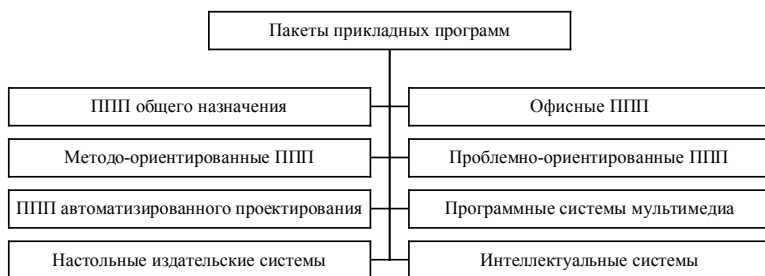 Пакеты прикладных программ
ППП общего назначения
Офисные ППП
Методо-ориентированные ППП
Проблемно-ориентированные ППП
ППП автоматизированного проектирования
Программные системы мультимедиа
Настольные издательские системы
Интеллектуальные системы